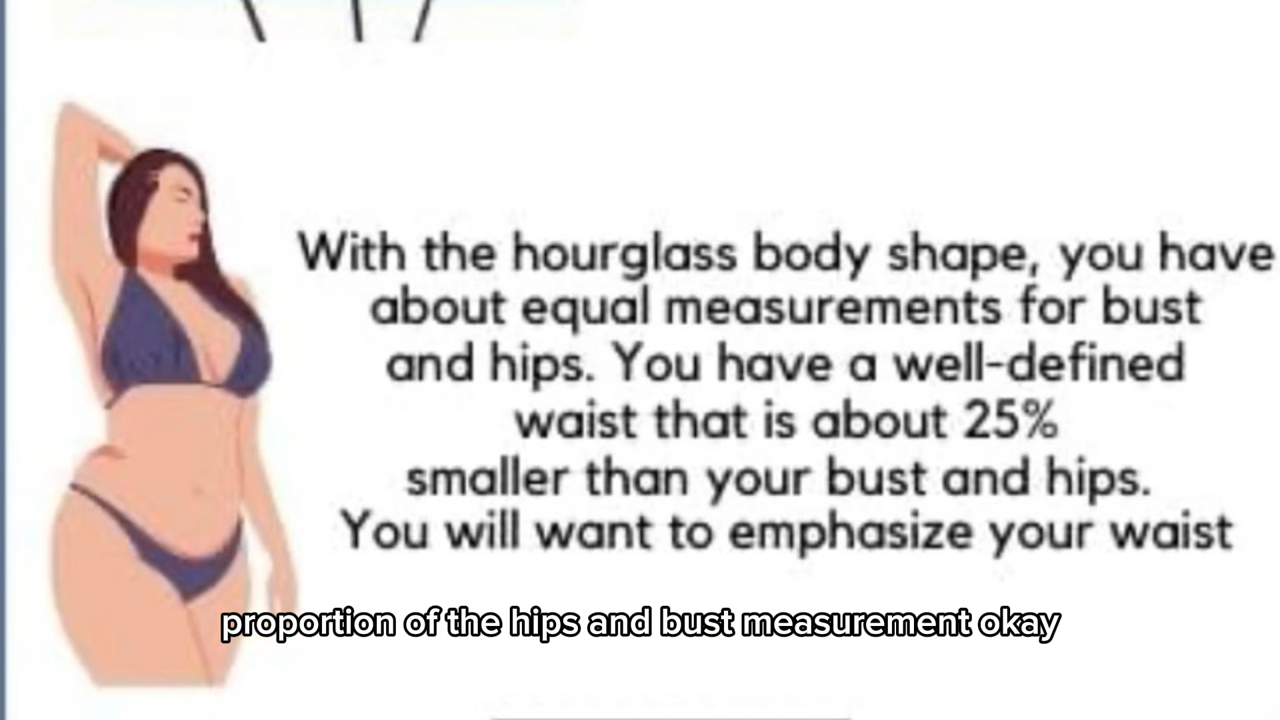 With the hourglass body shape, you have
about equal measurements for bust
and hips. You have a well-defined
waist that is about 25%
smaller than your bust and hips.
You will want to emphasize your waist
proportion of the hips and bust measurement okay